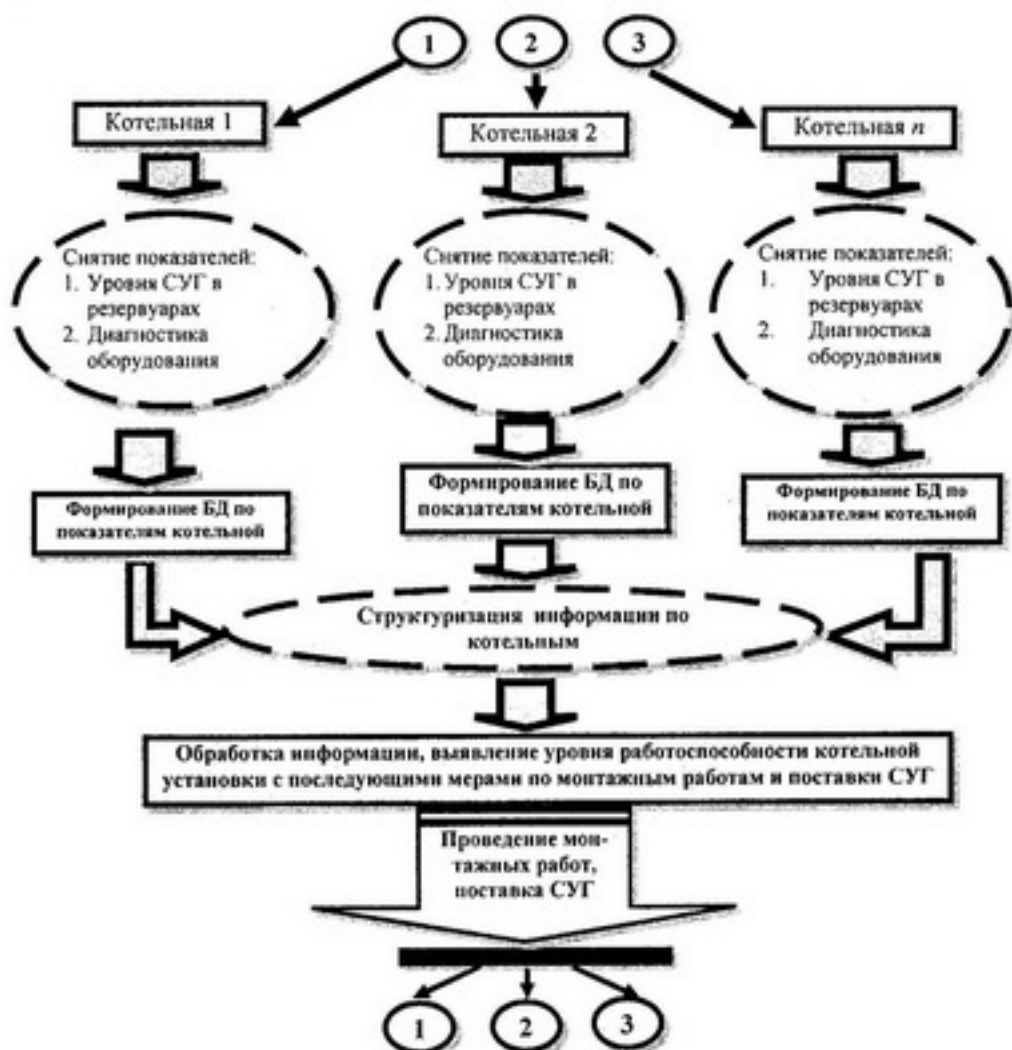 1
2
3
Котельная 1
Котельная 2
Котельная n
Снятие показателей:
1. Уровня СУГ в
резервуарах
2. Диагностика
оборудования
Снятие показателей:
1. Уровня СУГ в
резервуарах
2. Диагностика
оборудования
Снятие показателей:
1. Уровня СУГ в
резервуарах
2. Диагностика
оборудования
Формирование БД по
показателям котельной
Формирование БД по
показателям котельной
Формирование БД по
показателям котельной
Структуризация информации по
котельным
Обработка информации, выявление уровня работоспособности котельной
установки с последующими мерами по монтажным работам и поставки СУГ
Проведение мон-
тажных работ,
поставка СУГ
1
2
3